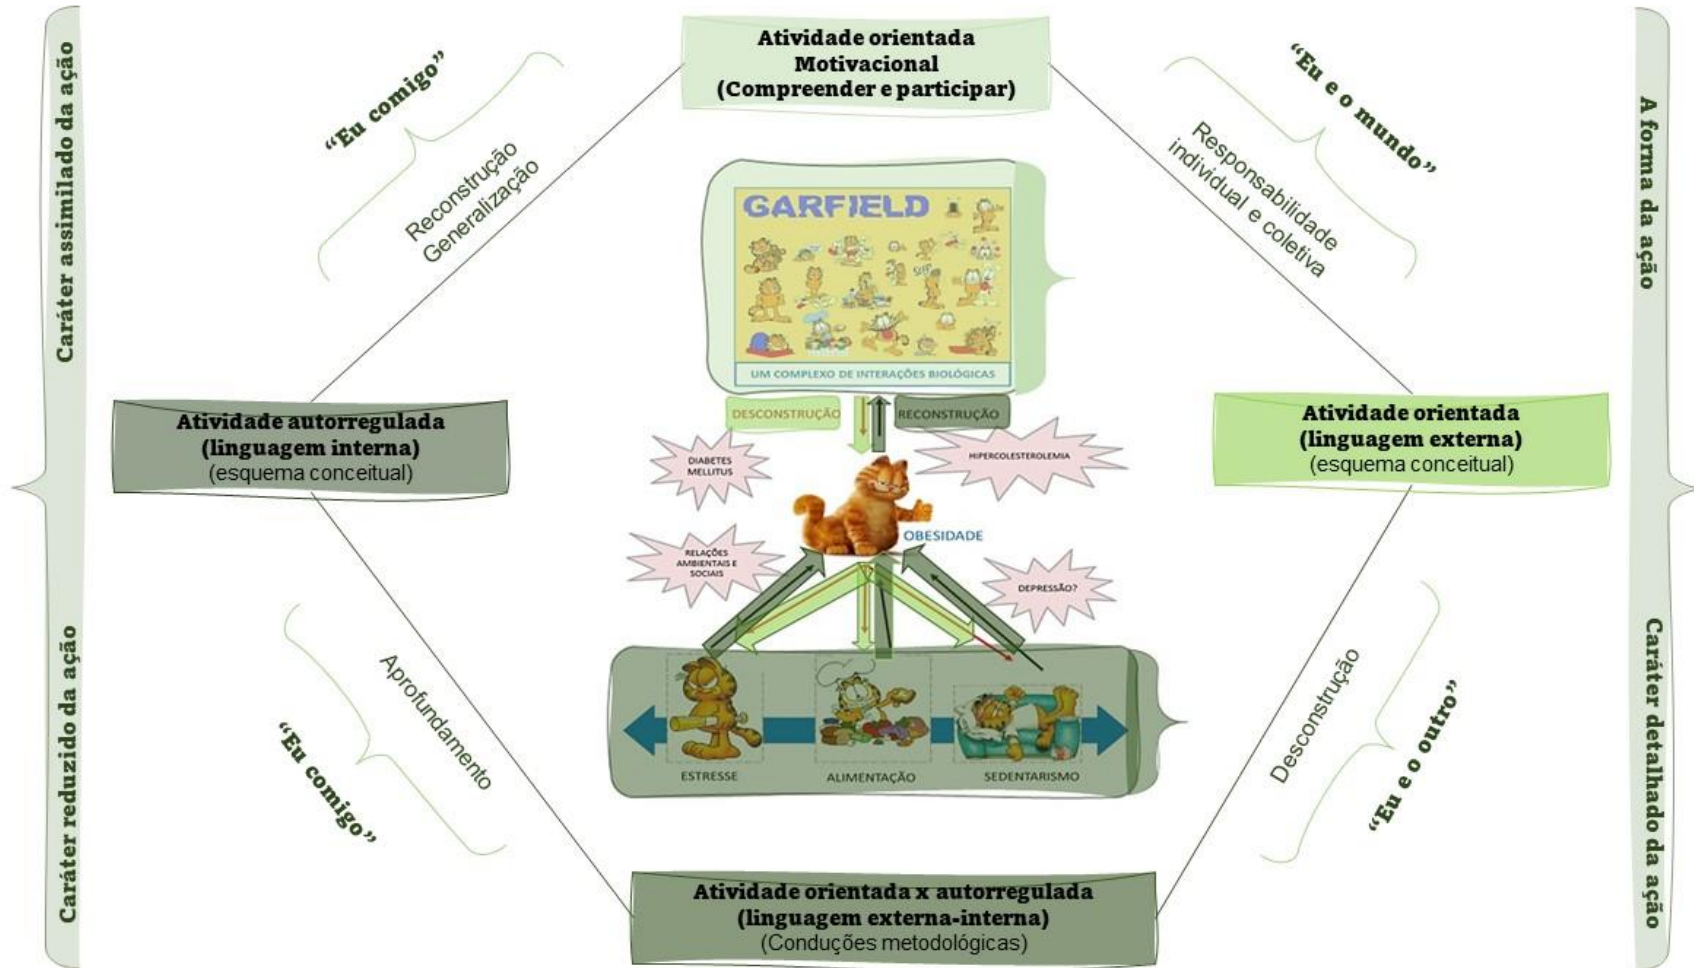 Atividade orientada
Motivacional
(Compreender e participar)
Caráter assimilado da ação
“Eu comigo”
Reconstrução
Generalização
“Eu e o mundo”
Responsabilidade
individual e coletiva
A forma da ação
GARFIELD
UM COMPLEXO DE INTERAÇÕES BIOLÓGICAS
DESCONSTRUÇÃO
RECONSTRUÇÃO
Atividade autorregulada
(linguagem interna)
(esquema conceitual)
Atividade orientada
(linguagem externa)
(esquema conceitual)
DIABETES
MELLITUS
HIPERCOLESTEROLEMIA
OBESIDADE
RELAÇÕES
AMBIENTAIS E
SOCIAIS
DEPRESSÃO?
ESTRESSE
ALIMENTAÇÃO
SEDENTARISMO
Caráter reduzido da ação
Aprofundamento
“Eu comigo”
Desconstrução
“Eu e o outro”
Caráter detalhado da ação
Atividade orientada x autorregulada
(linguagem externa-interna)
(Conduções metodológicas)